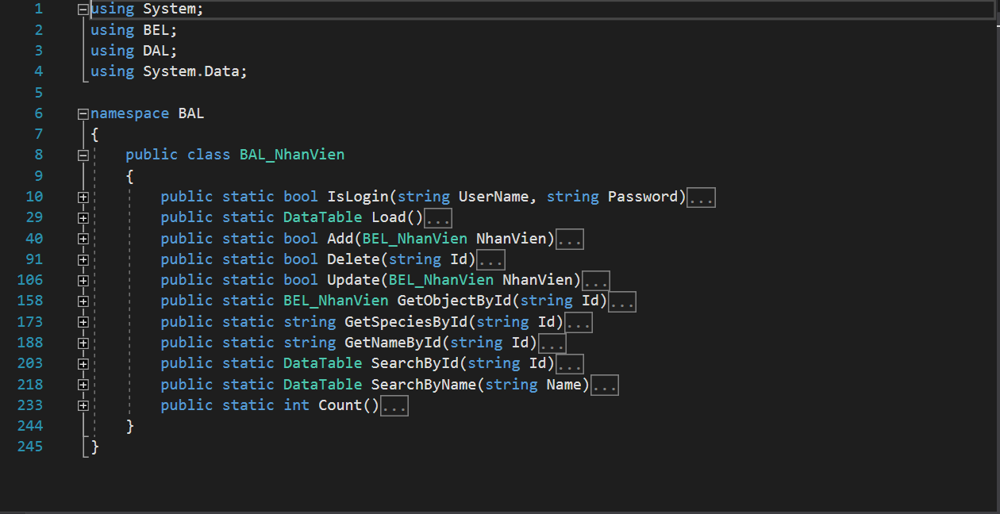 1 using System;
2 using BEL;
3 using DAL;
4 using System.Data;
5
6 namespace BAL
7 {
8 public class BAL_NhanVien
9 {
10 public static bool IsLogin(string UserName, string Password)...
29 public static DataTable Load()...
40 public static bool Add(BEL_NhanVien NhanVien)...
91 public static bool Delete(string Id)...
106 public static bool Update(BEL_NhanVien NhanVien)...
158 public static BEL_NhanVien GetObjectById(string Id)...
173 public static string GetSpeciesById(string Id)...
188 public static string GetNameById(string Id)...
203 public static DataTable SearchById(string Id)...
218 public static DataTable SearchByName(string Name)...
233 public static int Count()...
244 }
245 }